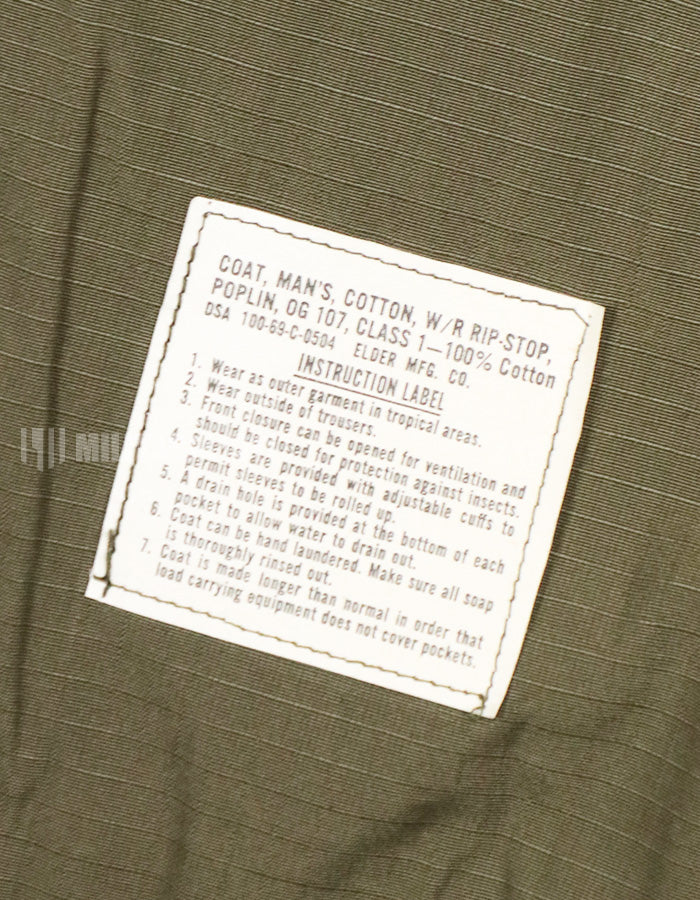 COAT, MAN'S, COTTON, W/R RIP-STOP,
POPLIN, OG 107, CLASS 1—100% Cotton
DSA 100-69-C-0504 ELDER MFG. CO.
INSTRUCTION LABEL
1. Wear as outer garment in tropical areas.
2. Wear outside of trousers.
3. Front closure can be opened for ventilation and
should be closed for protection against insects.
4. Sleeves are provided with adjustable cuffs to
permit sleeves to be rolled up.
5. A drain hole is provided at the bottom of each
pocket to allow water to drain out.
6. Coat can be hand laundered. Make sure all soap
is thoroughly rinsed out.
7. Coat is made longer than normal in order that
load carrying equipment does not cover pockets.